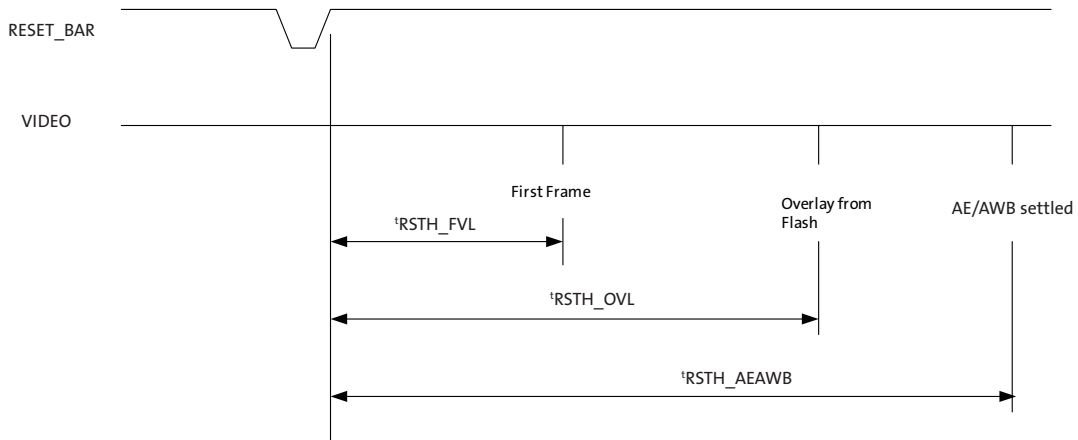 RESET_BAR
VIDEO
First Frame
Overlay from
Flash
AE/AWB settled
tRSTH_FVL
tRSTH_OVL
tRSTH_AEAWB